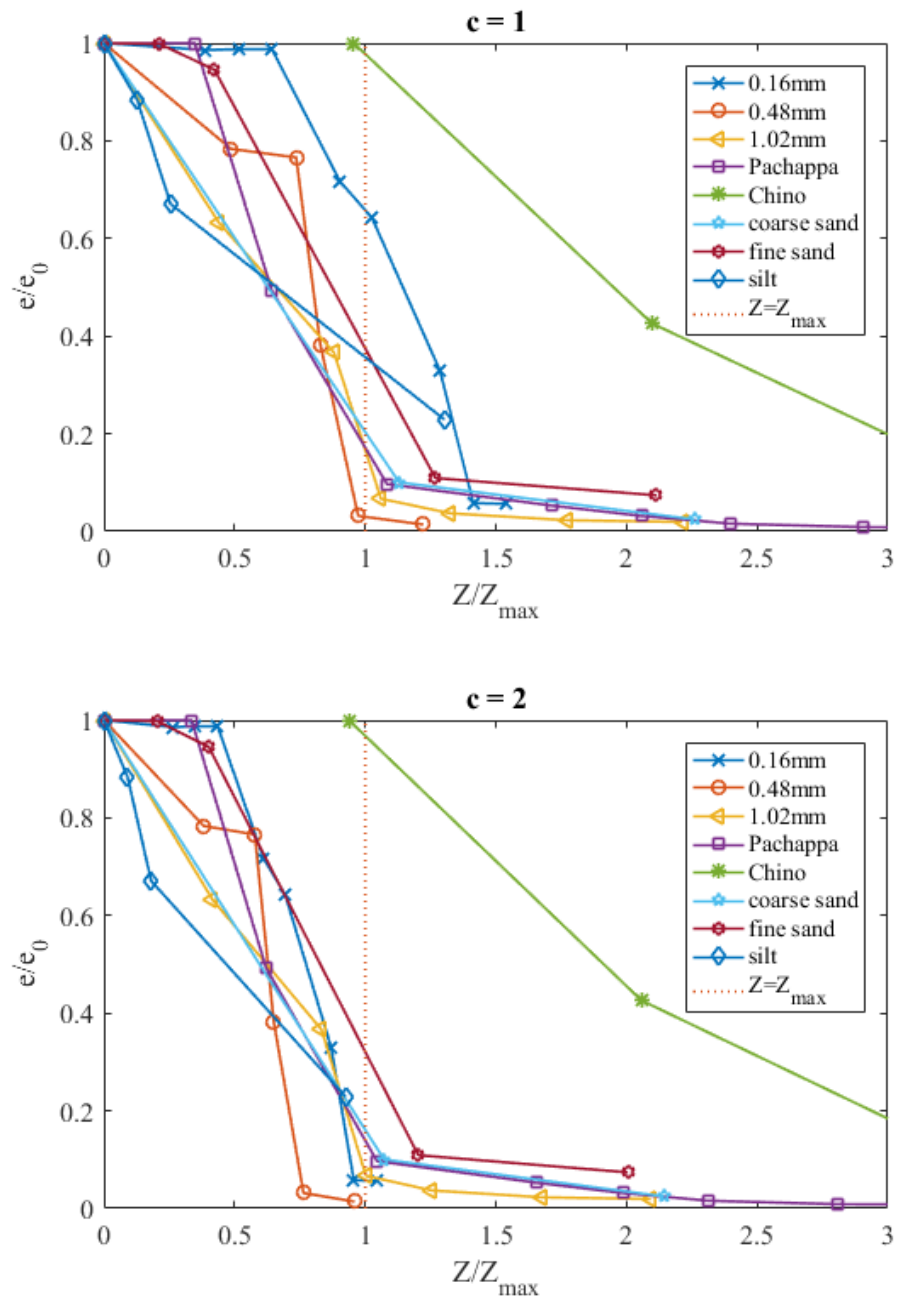 c = 1
1
0.8
0.6
0.4
0.2
0
e/e0
0
0.5
1
1.5
2
2.5
3
Z/Zmax
0.16mm
0.48mm
1.02mm
Pachappa
Chino
coarse sand
fine sand
silt
Z=Zmax
c = 2
1
0.8
0.6
0.4
0.2
0
e/e0
0
0.5
1
1.5
2
2.5
3
Z/Zmax
0.16mm
0.48mm
1.02mm
Pachappa
Chino
coarse sand
fine sand
silt
Z=Zmax